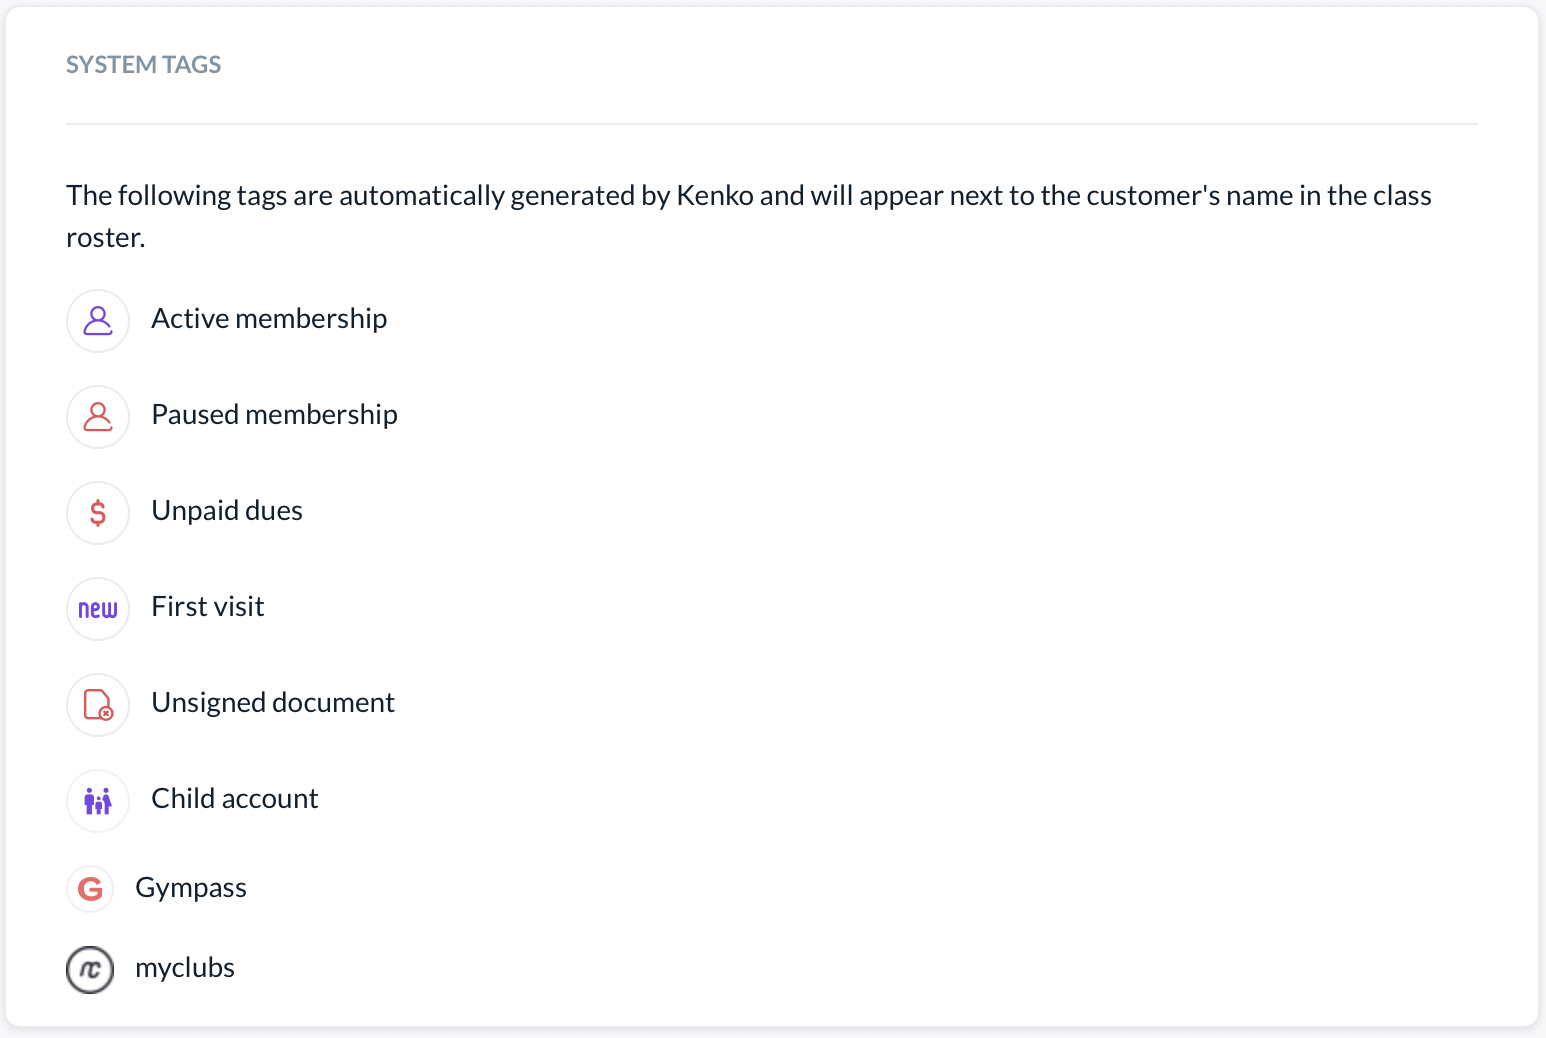 SYSTEM TAGS
The following tags are automatically generated by Kenko and will appear next to the customer's name in the class
roster.
Active membership
Paused membership
$ Unpaid dues
new First visit
Unsigned document
Child account
G Gympass
myclubs